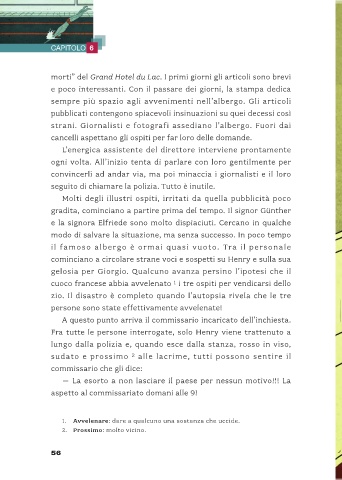 CAPITOLO 6
morti” del Grand Hotel du Lac. I primi giorni gli articoli sono brevi
e poco interessanti. Con il passare dei giorni, la stampa dedica
sempre più spazio agli avvenimenti nell’albergo. Gli articoli
pubblicati contengono spiacevoli insinuazioni su quei decessi così
strani. Giornalisti e fotografi assediano l’albergo. Fuori dai
cancelli aspettano gli ospiti per far loro delle domande.
L’energica assistente del direttore interviene prontamente
ogni volta. All’inizio tenta di parlare con loro gentilmente per
convincerli ad andar via, ma poi minaccia i giornalisti e il loro
seguito di chiamare la polizia. Tutto è inutile.
Molti degli illustri ospiti, irritati da quella pubblicità poco
gradita, cominciano a partire prima del tempo. Il signor Günther
e la signora Elfriede sono molto dispiaciuti. Cercano in qualche
modo di salvare la situazione, ma senza successo. In poco tempo
il famoso albergo è ormai quasi vuoto. Tra il personale
cominciano a circolare strane voci e sospetti su Henry e sulla sua
gelosia per Giorgio. Qualcuno avanza persino l’ipotesi che il
cuoco francese abbia avvelenato 1 i tre ospiti per vendicarsi dello
zio. Il disastro è completo quando l’autopsia rivela che le tre
persone sono state effettivamente avvelenate!
A questo punto arriva il commissario incaricato dell’inchiesta.
Fra tutte le persone interrogate, solo Henry viene trattenuto a
lungo dalla polizia e, quando esce dalla stanza, rosso in viso,
sudato e prossimo 2 alle lacrime, tutti possono sentire il
commissario che gli dice:
— La esorto a non lasciare il paese per nessun motivo!!! La
aspetto al commissariato domani alle 9!
1. Avvelenare: dare a qualcuno una sostanza che uccide.
2. Prossimo: molto vicino.
56